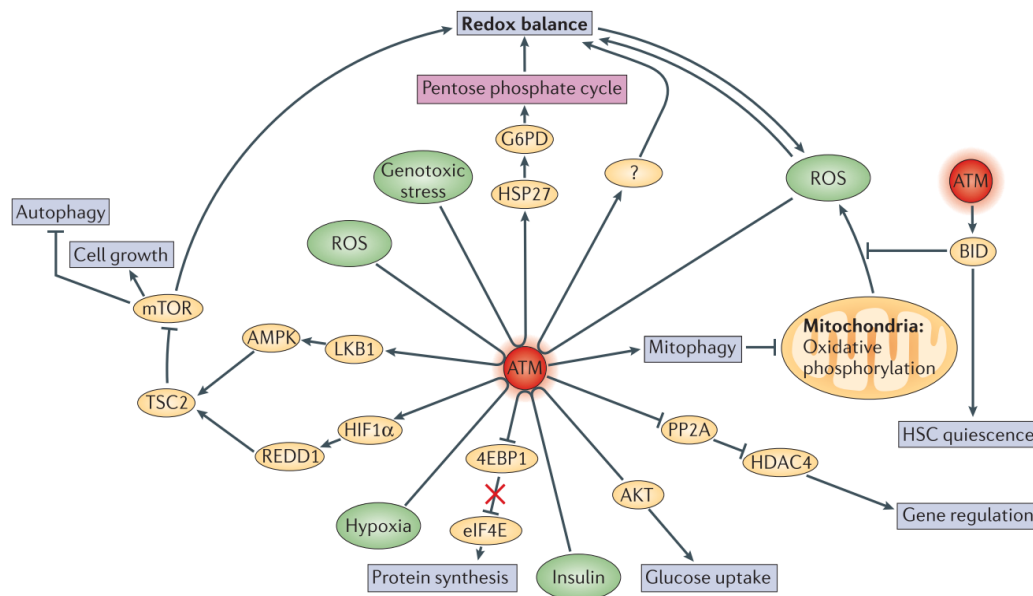 Redox balance
Pentose phosphate cycle
G6PD
Genotoxic
stress
HSP27
?
ROS
ATM
Autophagy
ROS
BID
Cell growth
mTOR
Mitochondria:
Oxidative
phosphorylation
AMPK
LKB1
Mitophagy
ATM
TSC2
HIF1α
PP2A
HSC quiescence
REDD1
4EBP1
HDAC4
AKT
Hypoxia
eIF4E
Gene regulation
Protein synthesis
Insulin
Glucose uptake